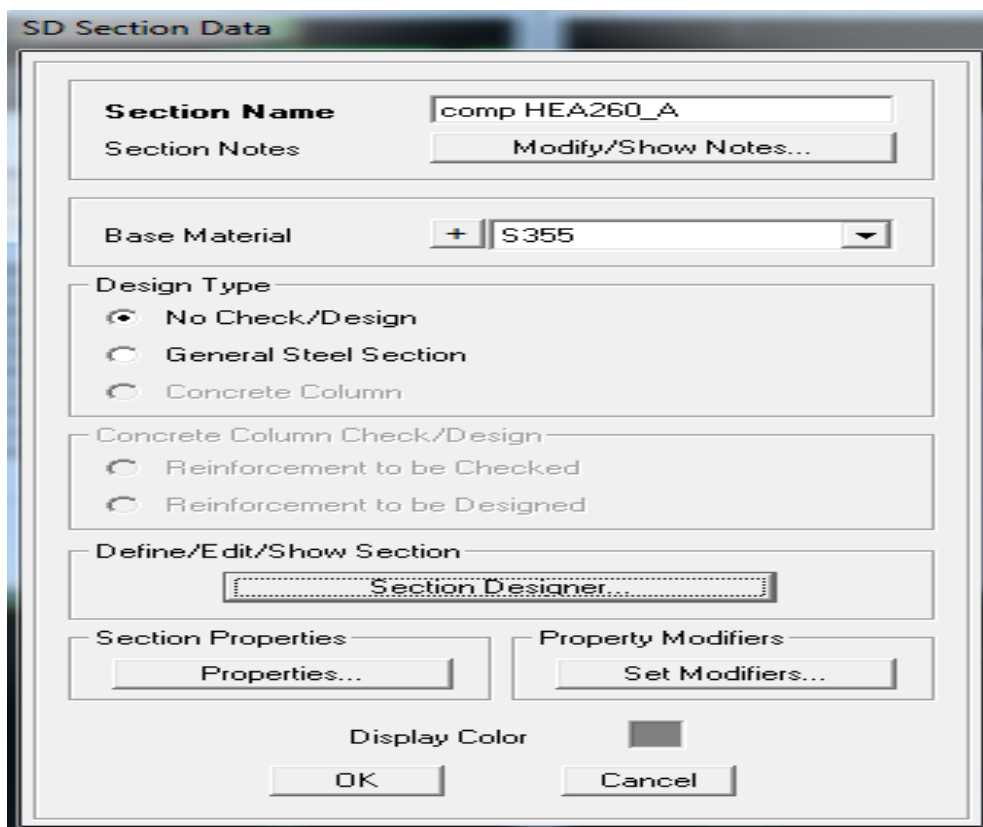 SD Section Data
Section Name comp HEA260_A
Section Notes Modify/Show Notes...
Base Material + S355
Design Type
No Check/Design
General Steel Section
Concrete Column
Concrete Column Check/Design
Reinforcement to be Checked
Reinforcement to be Designed
Define/Edit/Show Section
Section Designer...
Section Properties Property Modifiers
Properties... Set Modifiers...
Display Color
OK Cancel